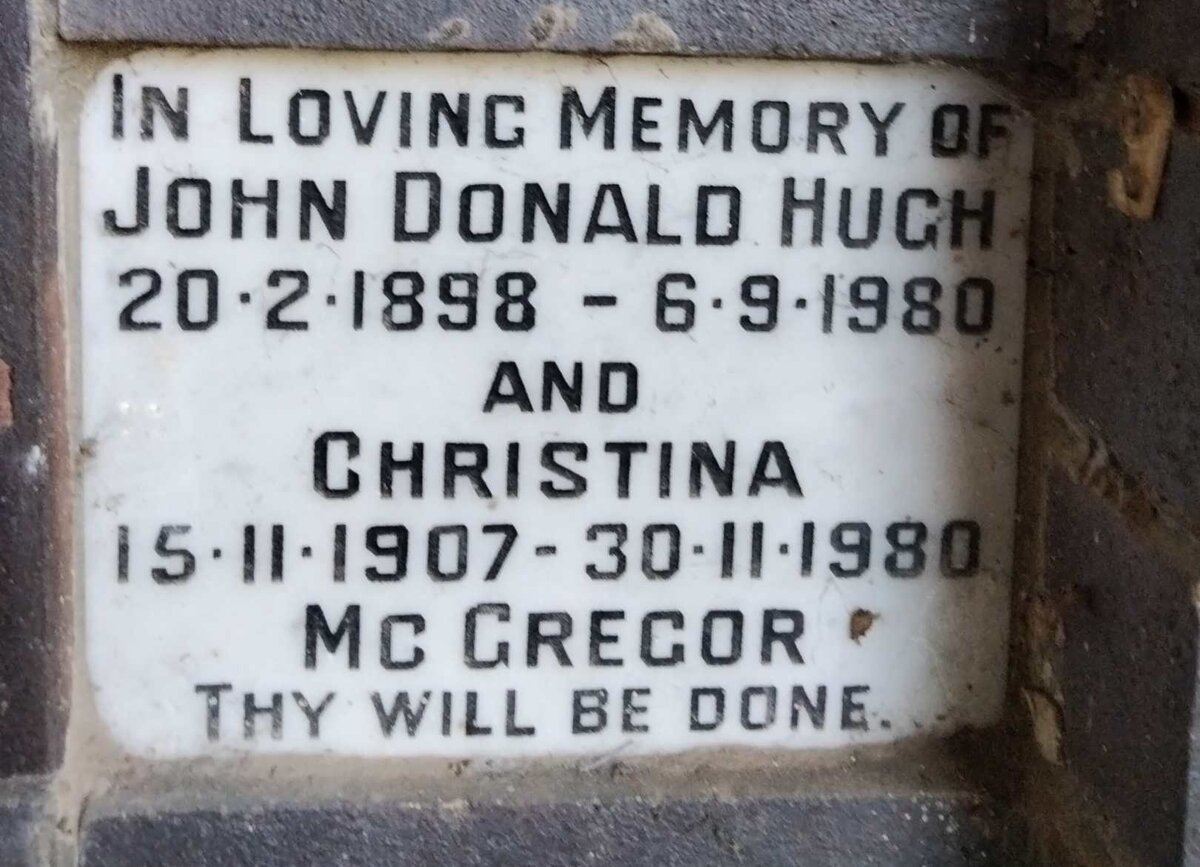 In Loving Memory of
John Donald Hugh
20·2·1898 - 6·9·1980
and
Christina
15·11·1907 - 30·11·1980
Mc Gregor
Thy will be done.